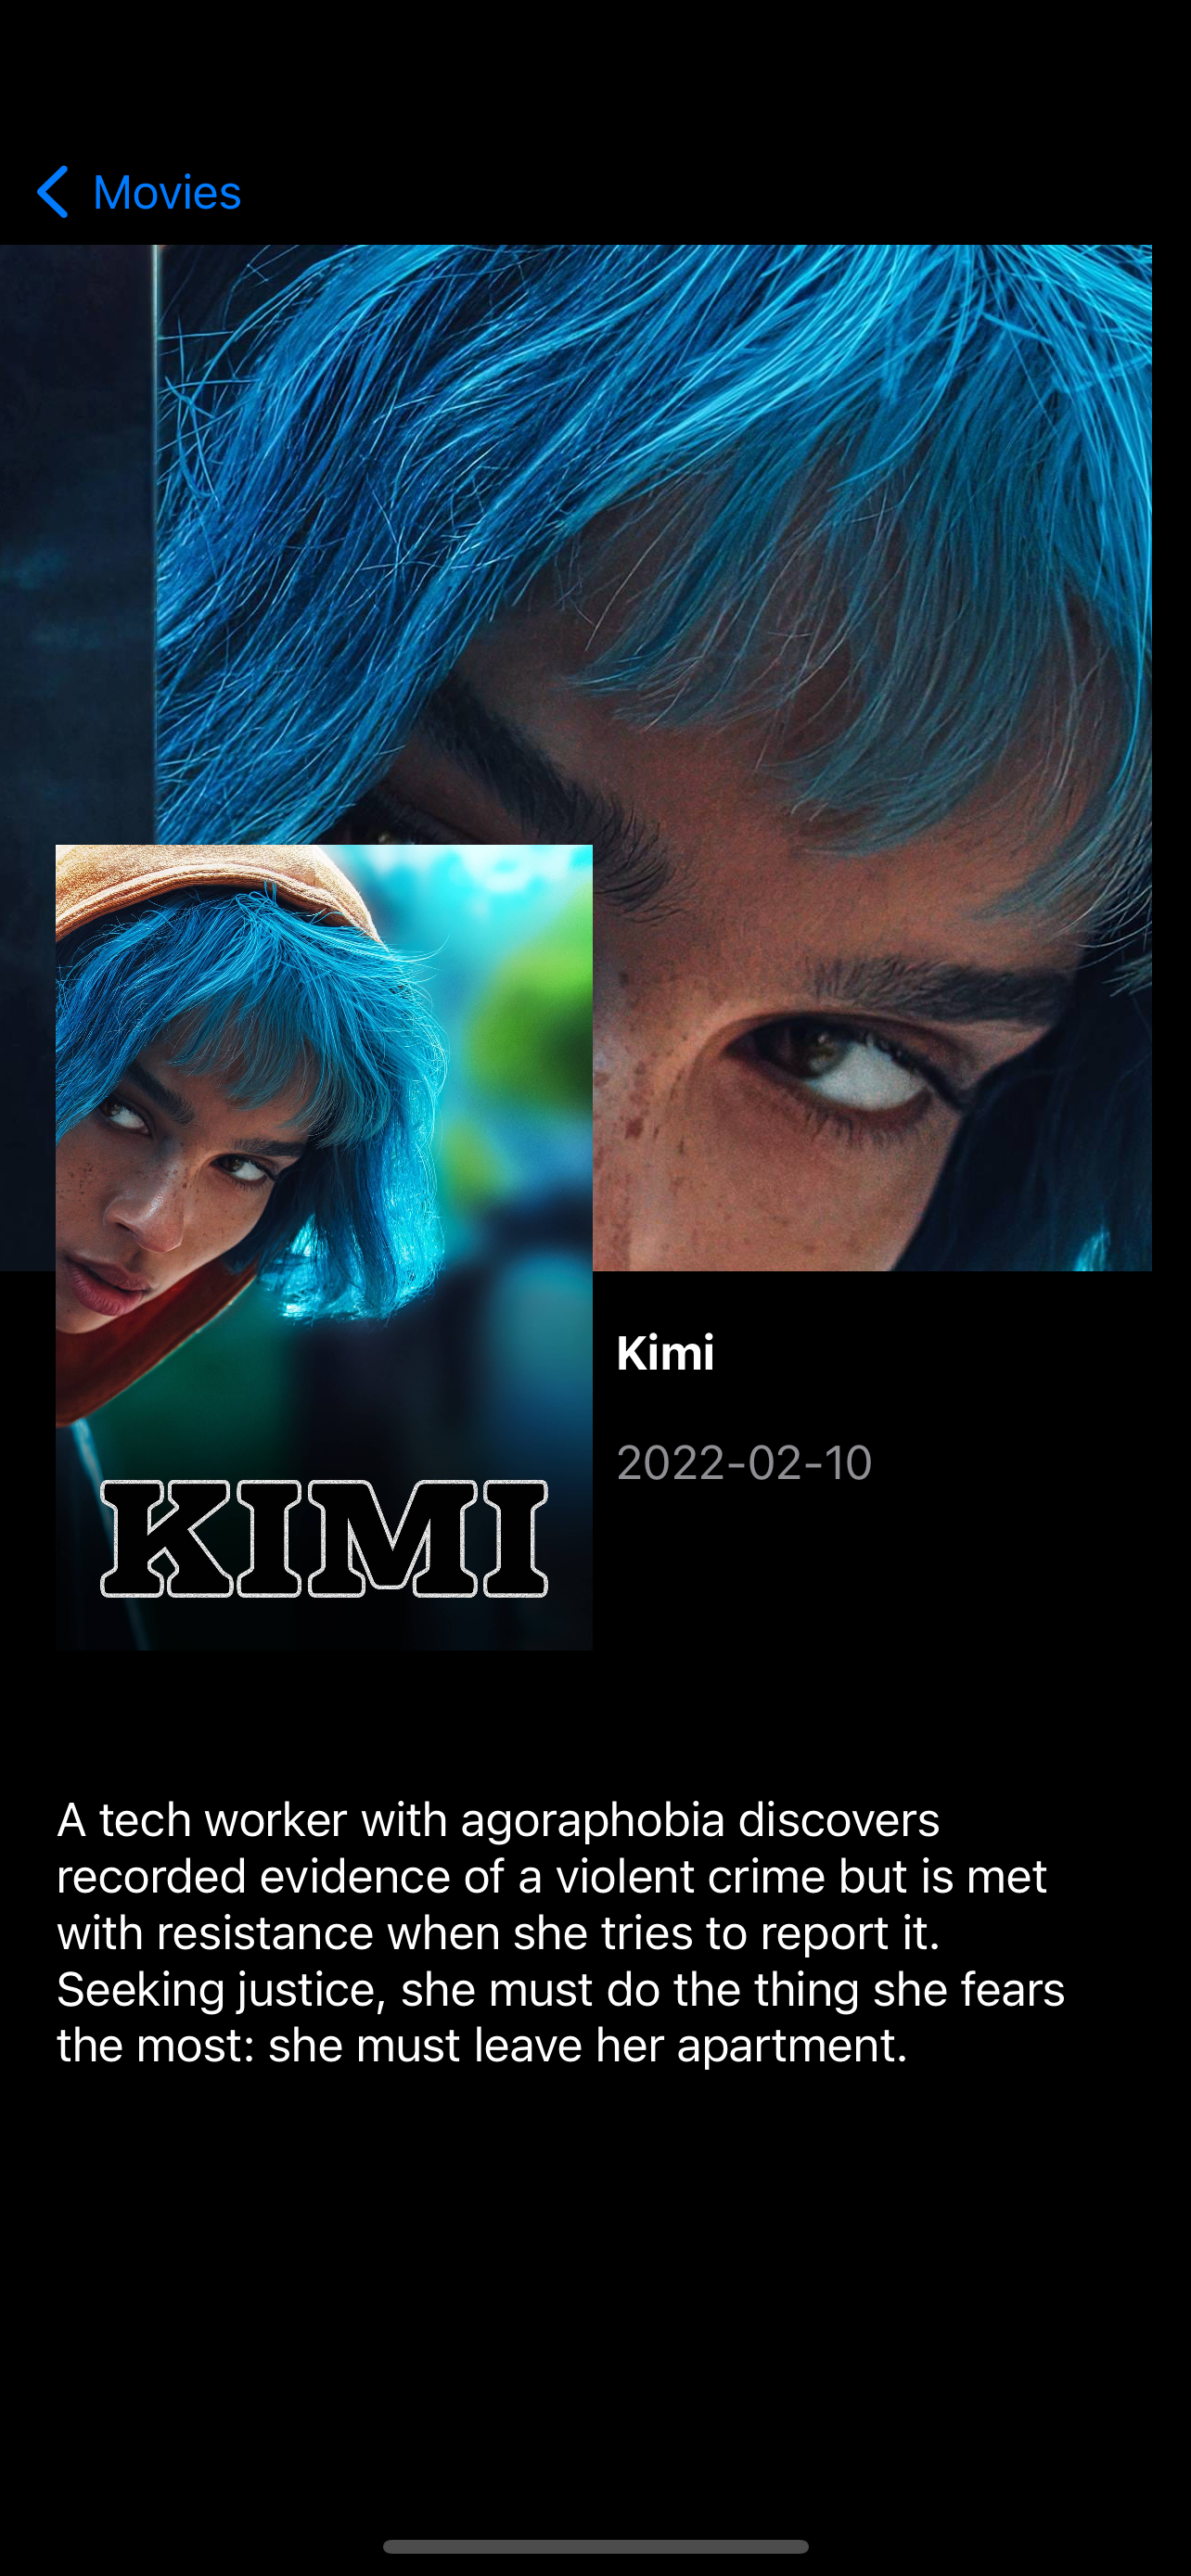 Movies
KIMI
Kimi
2022-02-10
A tech worker with agoraphobia discovers
recorded evidence of a violent crime but is met
with resistance when she tries to report it.
Seeking justice, she must do the thing she fears
the most: she must leave her apartment.